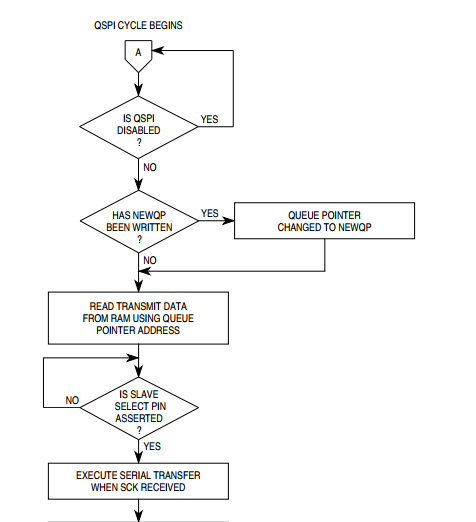 QSPI CYCLE BEGINS
A
IS QSPI
DISABLED
?
YES
NO
HAS NEWQP
BEEN WRITTEN
?
YES
QUEUE POINTER
CHANGED TO NEWQP
NO
READ TRANSMIT DATA
FROM RAM USING QUEUE
POINTER ADDRESS
IS SLAVE
SELECT PIN
ASSERTED
?
NO
YES
EXECUTE SERIAL TRANSFER
WHEN SCK RECEIVED